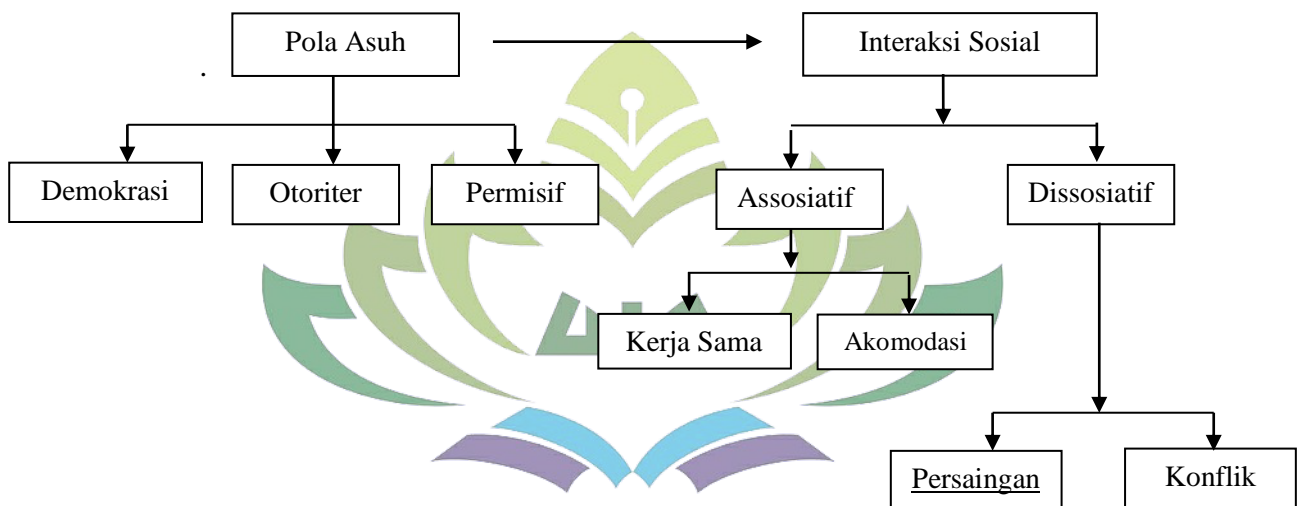 Pola Asuh
Interaksi Sosial
.
Demokrasi
Otoriter
Permisif
Assosiatif
Dissosiatif
Kerja Sama
Akomodasi
Persaingan
Konflik